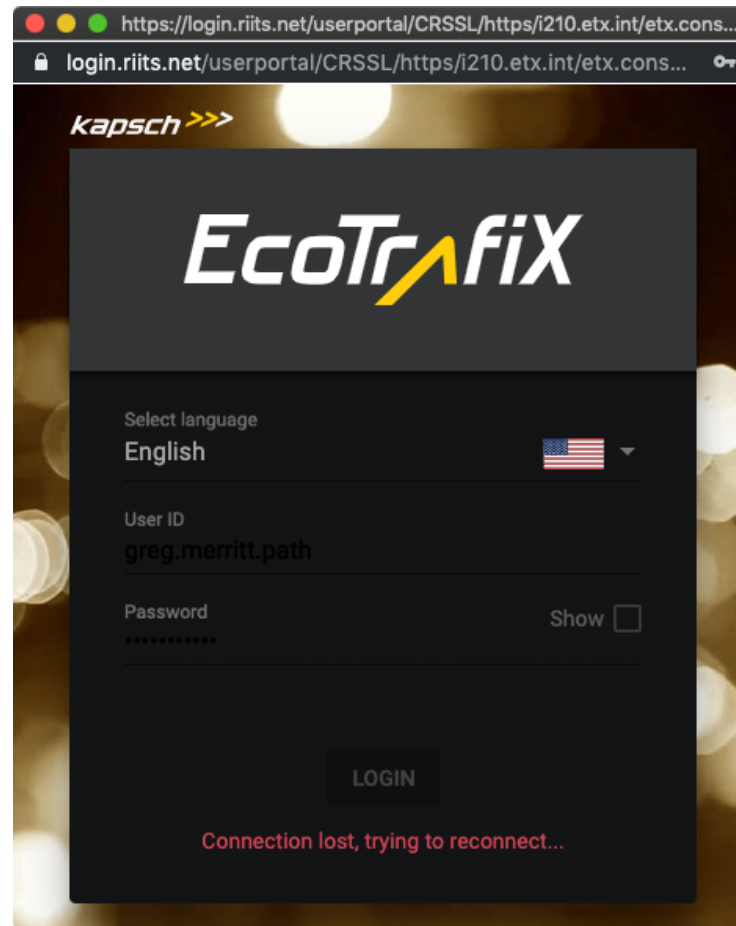 https://login.riits.net/userportal/CRSSL/https/i210.etx.int/etx.cons...
login.riits.net/userportal/CRSSL/https/i210.etx.int/etx.cons...
kapsch >>>
EcoTrafiX
Select language
English
User ID
greg.merritt.path
Password
•••••••••••
Show
LOGIN
Connection lost, trying to reconnect...